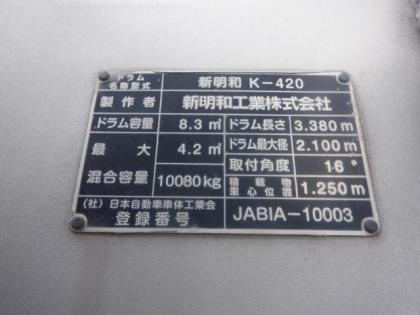 ドラム
名称型式 新明和 K-420
製作者 新明和工業株式会社
ドラム容量 8.3 m³ ドラム長さ 3.380 m
最大 4.2 m³ ドラム最大径 2.100 m
混合容量 10080kg 取付角度 16°
積載物
重心位置 1.250 m
(社)日本自動車車体工業会
登録番号 JABIA-10003